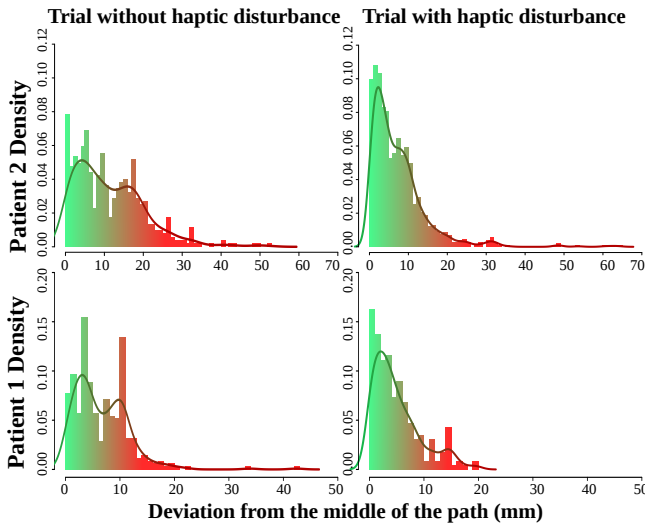 Trial without haptic disturbance
Trial with haptic disturbance
Patient 2 Density
0.00 0.02 0.04 0.06 0.08 0.10 0.12
0 10 20 30 40 50 60 70
0.00 0.02 0.04 0.06 0.08 0.10 0.12
0 10 20 30 40 50 60 70
Patient 1 Density
0.00 0.05 0.10 0.15 0.20
0 10 20 30 40 50
0.00 0.05 0.10 0.15 0.20
0 10 20 30 40 50
Deviation from the middle of the path (mm)